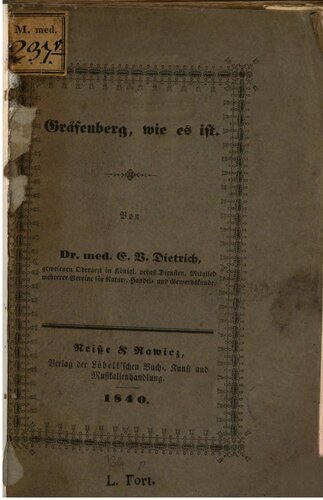 M. med.
237
Gräfenberg, wie es ist.
Von
Dr. med. E. V. Dietrich,
gewesenen Oberarzt in Königl. preuß. Diensten, Mitglied
mehrerer Vereine für Natur-, Handel- und Gewerbskunde.
Neiße & Rawicz,
Verlag der Löbell'schen Buch-, Kunst und
Musikalienhandlung.
1840.
L. Fort.